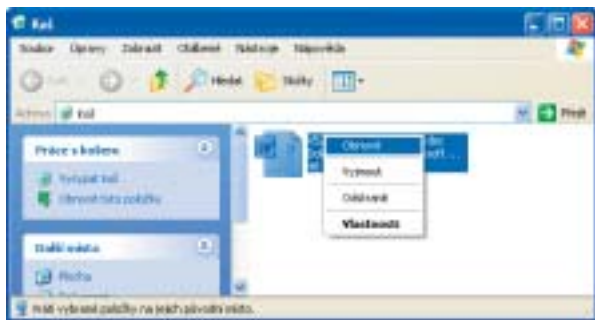 Koš
Soubor Úpravy Zobrazit Oblíbené Nástroje Nápověda
Hledat Složky
Adresa Koš Přejít
Práce s košem
Vysypat koš
Obnovit tuto položku
Další místa
Plocha
Obnovit
Vyjmout
Odstranit
Vlastnosti
Vrátí vybrané položky na jejich původní místo.